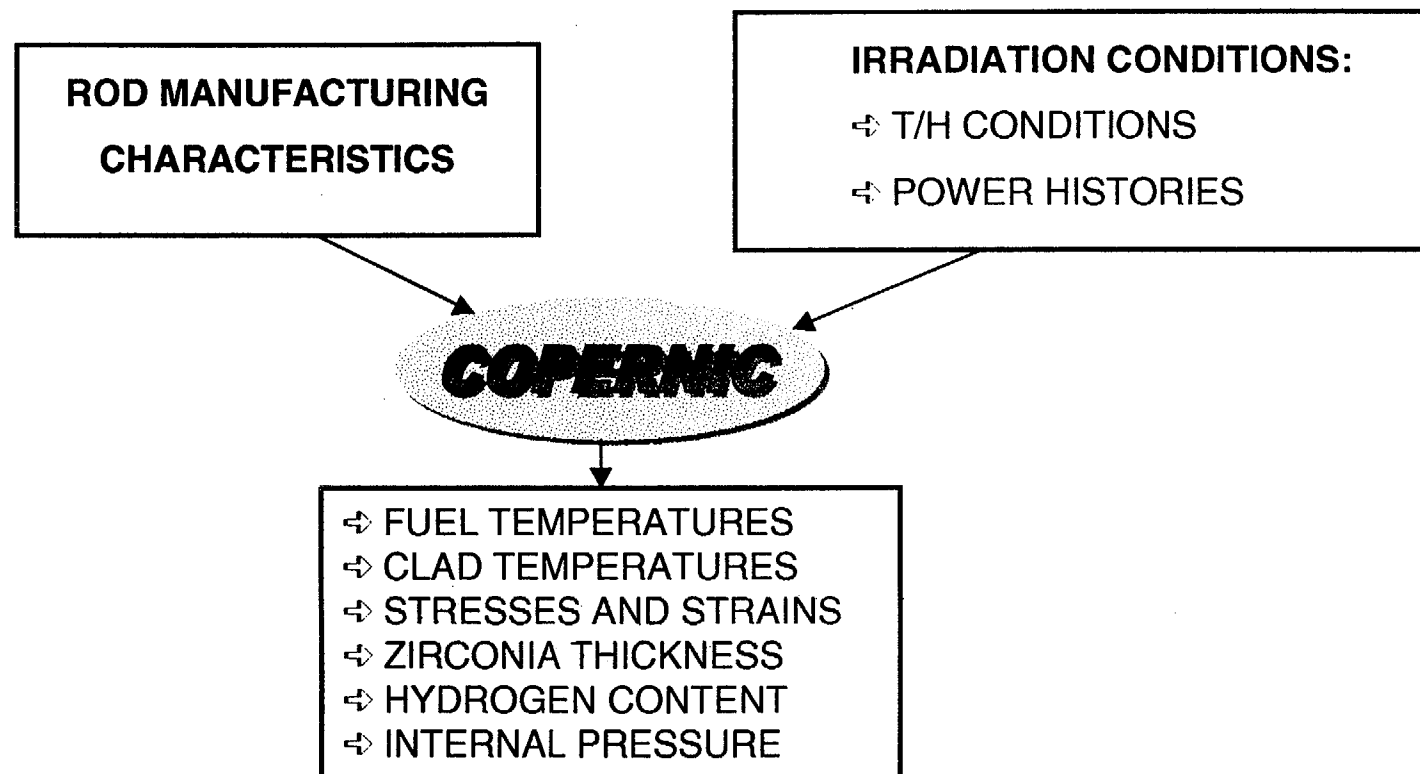 ROD MANUFACTURING
CHARACTERISTICS
IRRADIATION CONDITIONS:
➪ T/H CONDITIONS
➪ POWER HISTORIES
COPERNIC
➪ FUEL TEMPERATURES
➪ CLAD TEMPERATURES
➪ STRESSES AND STRAINS
➪ ZIRCONIA THICKNESS
➪ HYDROGEN CONTENT
➪ INTERNAL PRESSURE